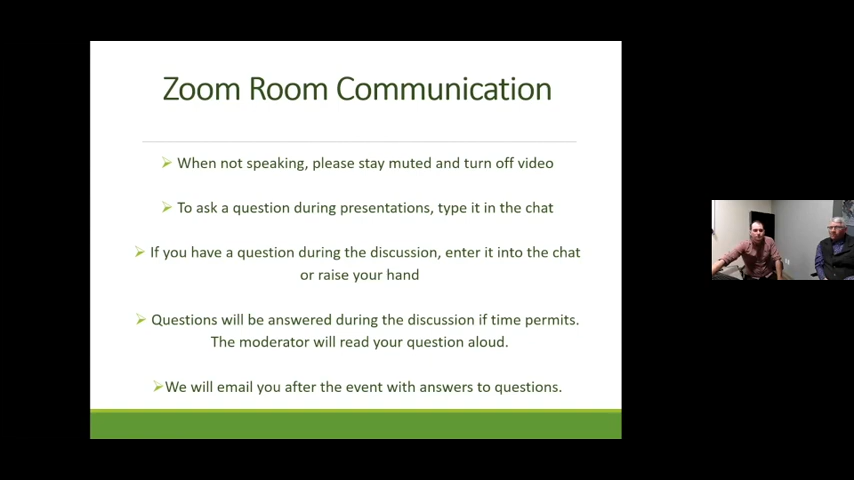 Zoom Room Communication
When not speaking, please stay muted and turn off video
To ask a question during presentations, type it in the chat
If you have a question during the discussion, enter it into the chat
or raise your hand
Questions will be answered during the discussion if time permits.
The moderator will read your question aloud.
We will email you after the event with answers to questions.